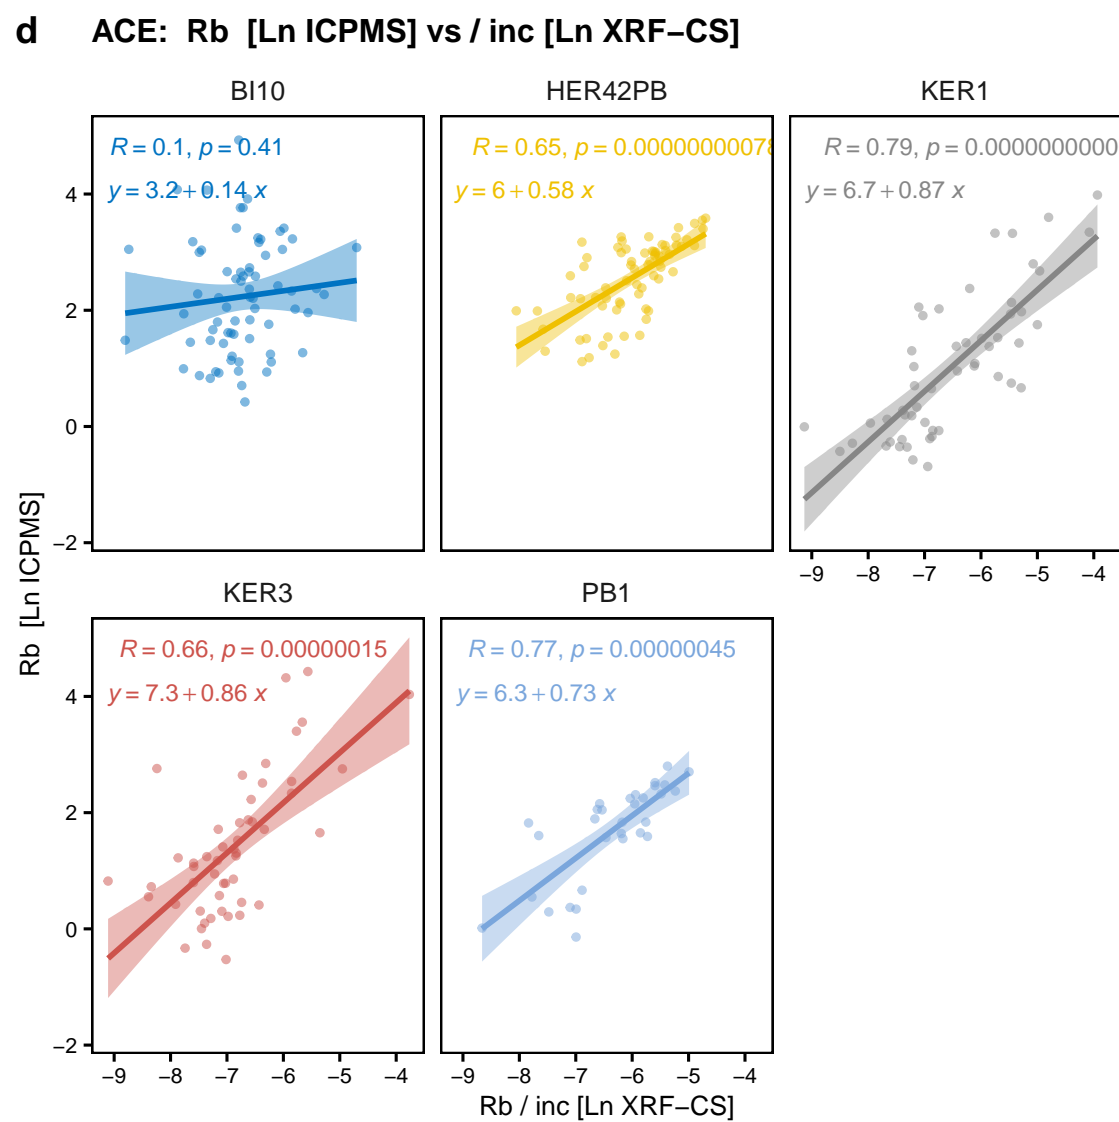 d ACE: Rb [Ln ICPMS] vs / inc [Ln XRF−CS]
BI10
HER42PB
KER1
R = 0.1, p = 0.41
y = 3.2+0.14 x
R = 0.65, p = 0.000000000078
y = 6+0.58 x
R = 0.79, p = 0.0000000000
y = 6.7+0.87 x
4
2
0
−2
−9 −8 −7 −6 −5 −4
Rb [Ln ICPMS]
KER3
PB1
R = 0.66, p = 0.00000015
y = 7.3+0.86 x
R = 0.77, p = 0.00000045
y = 6.3+0.73 x
4
2
0
−2
−9 −8 −7 −6 −5 −4
−9 −8 −7 −6 −5 −4
Rb / inc [Ln XRF−CS]